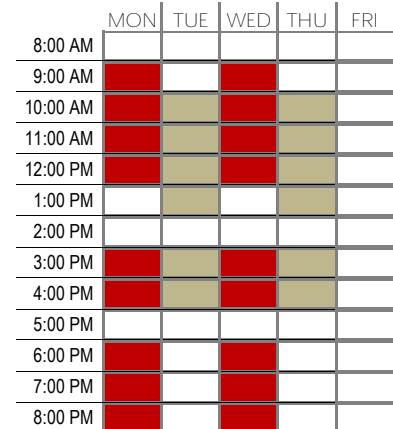 MON TUE WED THU FRI
8:00 AM
9:00 AM
10:00 AM
11:00 AM
12:00 PM
1:00 PM
2:00 PM
3:00 PM
4:00 PM
5:00 PM
6:00 PM
7:00 PM
8:00 PM